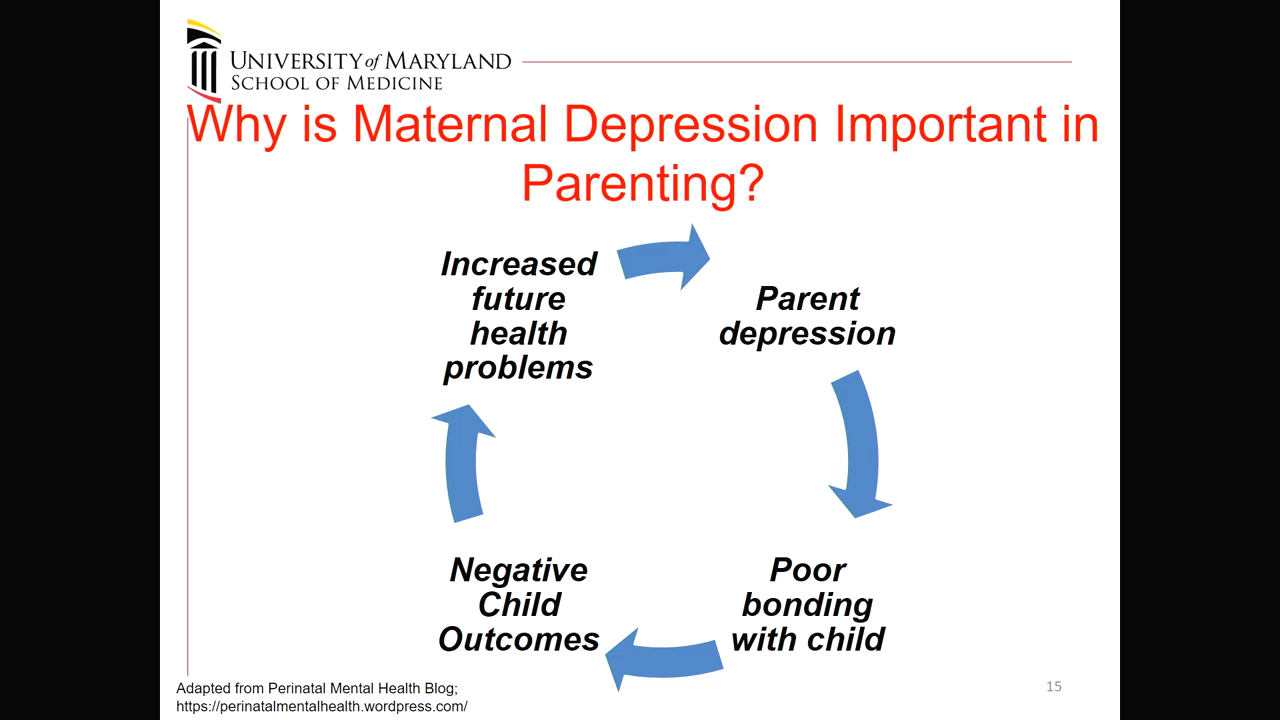 UNIVERSITY of MARYLAND
SCHOOL OF MEDICINE
Why is Maternal Depression Important in
Parenting?
Increased
future
health
problems
Parent
depression
Negative
Child
Outcomes
Poor
bonding
with child
Adapted from Perinatal Mental Health Blog;
https://perinatalmentalhealth.wordpress.com/
15